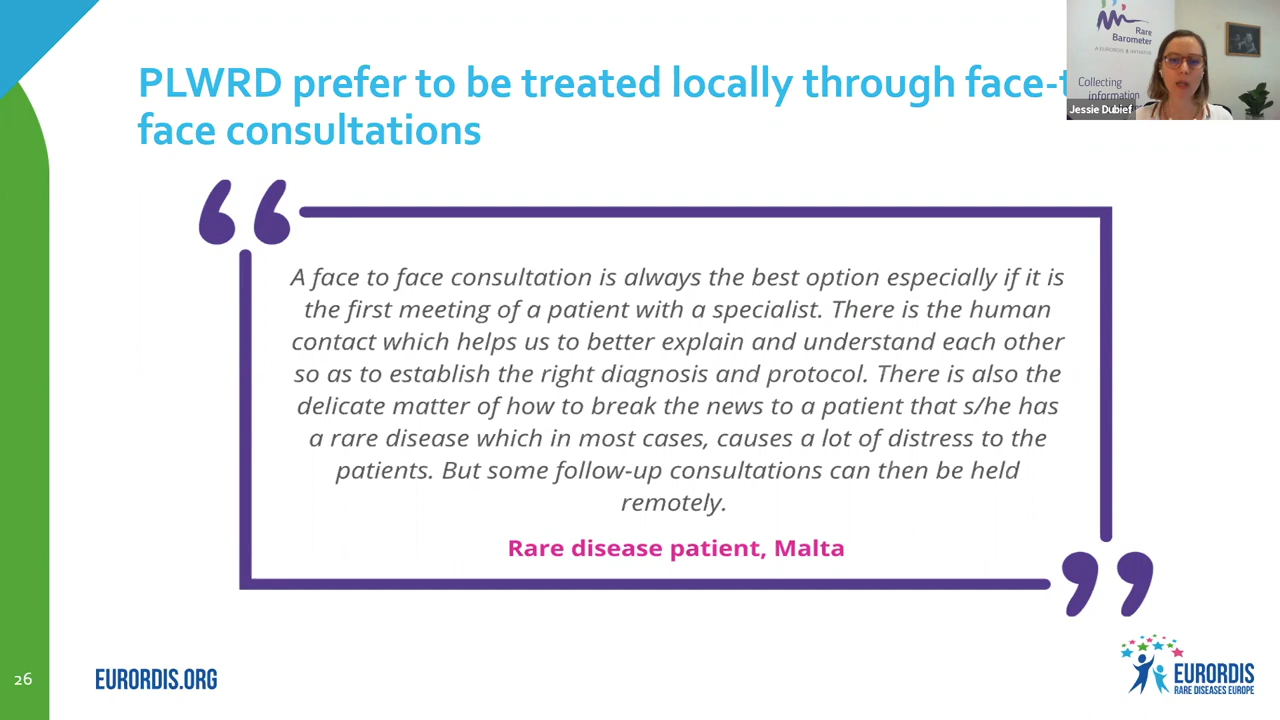 PLWRD prefer to be treated locally through face-t
face consultations
Rare
Barometer
A EURORDIS INITIATIVE
Collecting
information
Jessie Dubief
A face to face consultation is always the best option especially if it is
the first meeting of a patient with a specialist. There is the human
contact which helps us to better explain and understand each other
so as to establish the right diagnosis and protocol. There is also the
delicate matter of how to break the news to a patient that s/he has
a rare disease which in most cases, causes a lot of distress to the
patients. But some follow-up consultations can then be held
remotely.
Rare disease patient, Malta
26
EURORDIS.ORG
EURORDIS
RARE DISEASES EUROPE